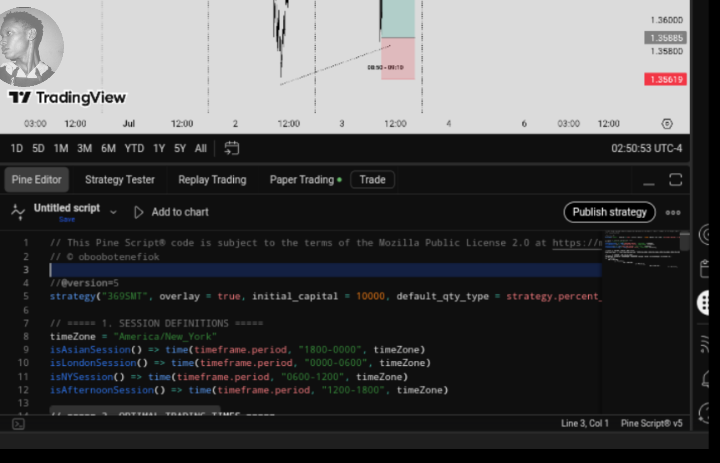 1.36000
1.35885
1.35800
1.35619
TradingView
03:00 12:00 Jul 12:00 2 12:00 3 12:00 4 6 03:00 12:00
1D 5D 1M 3M 6M YTD 1Y 5Y All 02:50:53 UTC-4
Pine Editor Strategy Tester Replay Trading Paper Trading Trade
Untitled script Add to chart Publish strategy
Save
1 // This Pine Script® code is subject to the terms of the Mozilla Public License 2.0 at https://
2 // © oboobotenefiok
3
4 //@version=5
5 strategy("369SMT", overlay = true, initial_capital = 10000, default_qty_type = strategy.percent_
6
7 // ===== 1. SESSION DEFINITIONS =====
8 timeZone = "America/New_York"
9 isAsianSession() => time(timeframe.period, "1800-0000", timeZone)
10 isLondonSession() => time(timeframe.period, "0000-0600", timeZone)
11 isNYSession() => time(timeframe.period, "0600-1200", timeZone)
12 isAfternoonSession() => time(timeframe.period, "1200-1800", timeZone)
13
14 // ===== 2. OPTIMAL TRADING TIMES =====
Line 3, Col 1 Pine Script® v5